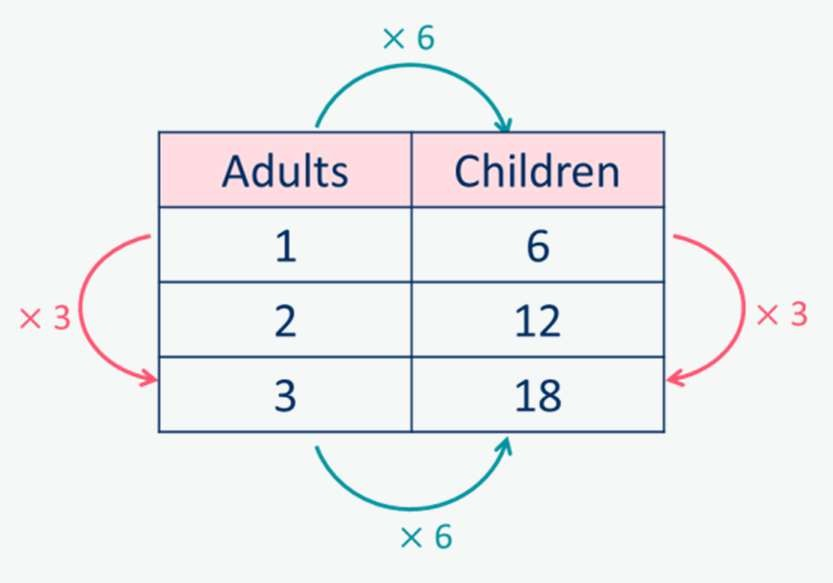 × 6
Adults Children
1 6
× 3 2 12 × 3
3 18
× 6